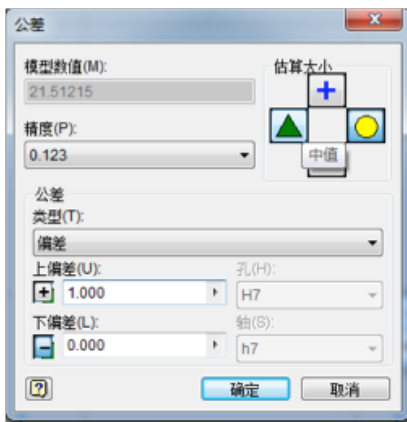 公差
模型数值(M):
估算大小
21.51215
精度(P):
0.123
中值
公差
类型(T):
偏差
上偏差(U):
孔(H):
1.000
H7
下偏差(L):
轴(S):
0.000
h7
确定
取消